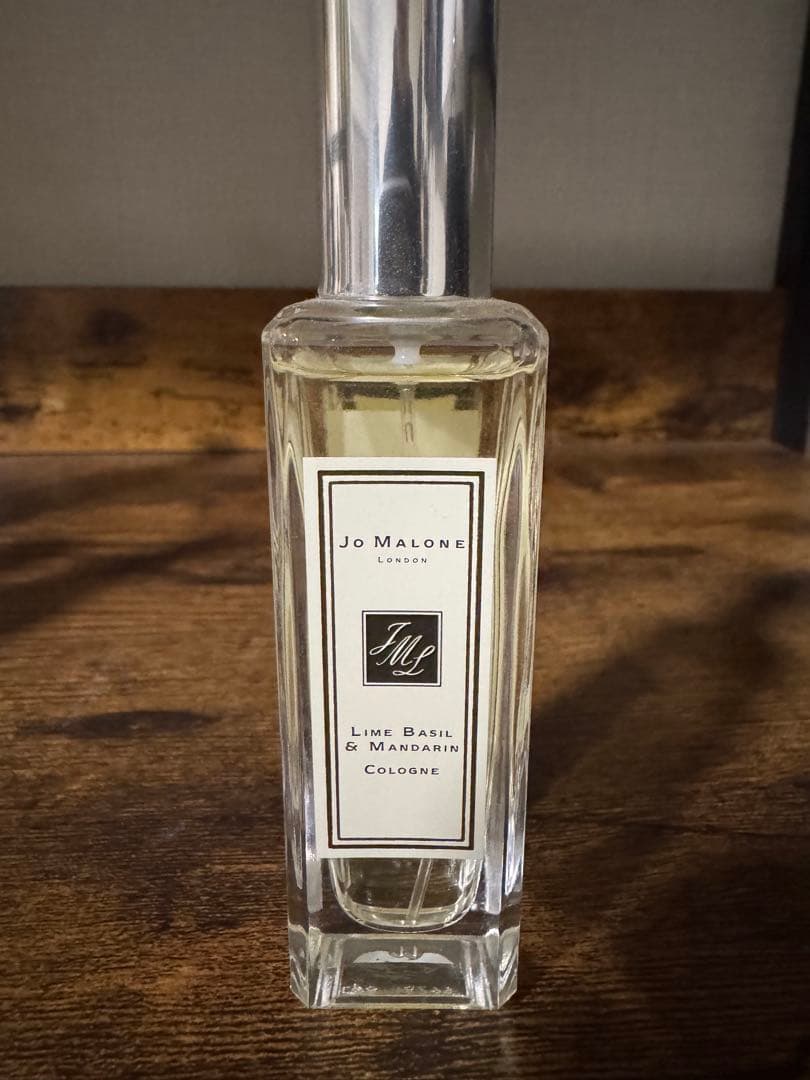 Jo Malone
London
JML
Lime Basil
& Mandarin
Cologne